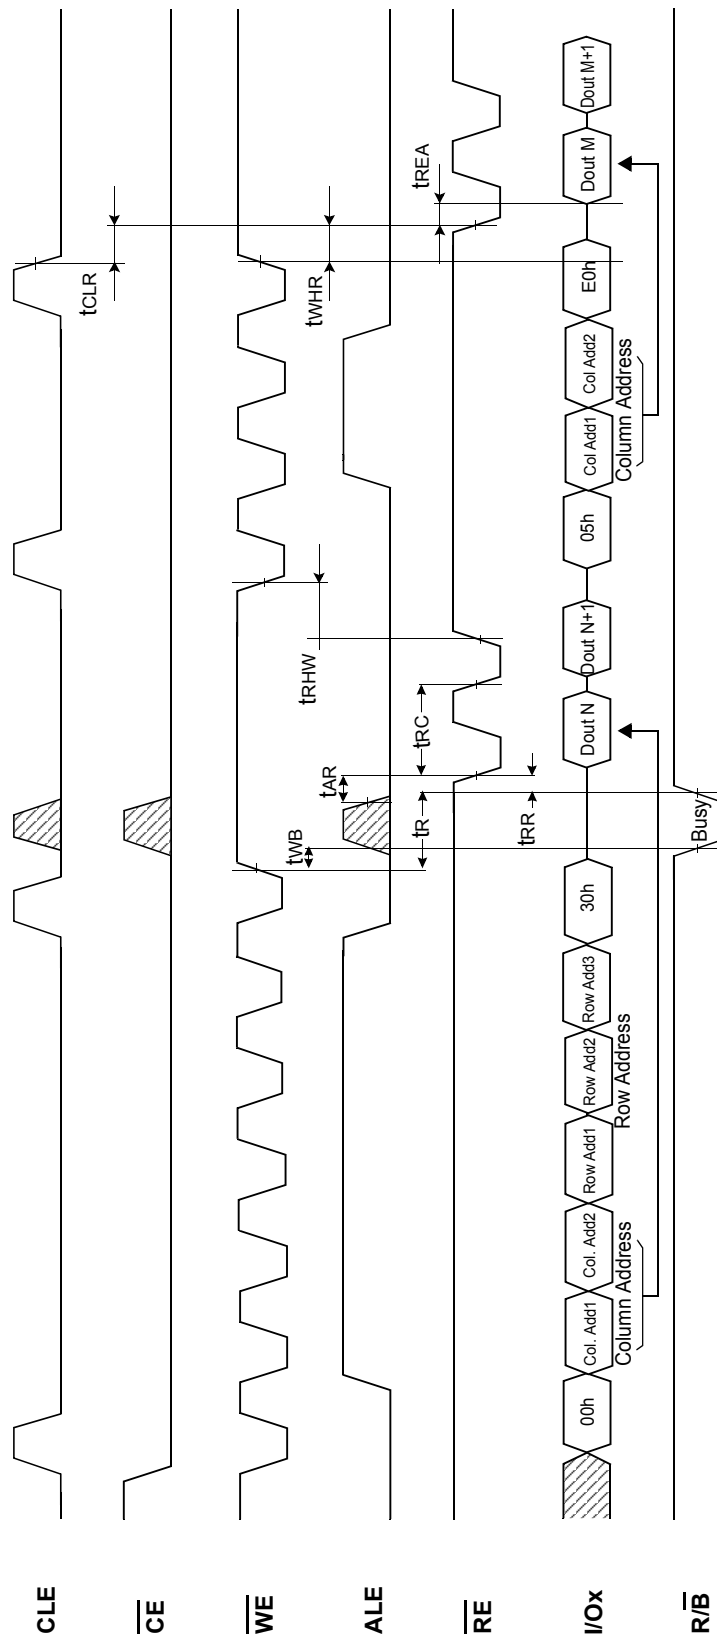 CLE
CE
WE
ALE
RE
I/Ox
R/B
tCLR
tWHR
tWB
tAR
tRHW
tREA
tR
tRC
tRR
00h
Col. Add1
Col. Add2
Row Add1
Row Add2
Row Add3
30h
Dout N
Dout N+1
05h
Col Add1
Col Add2
E0h
Dout M
Dout M+1
Column Address
Row Address
Column Address
Busy